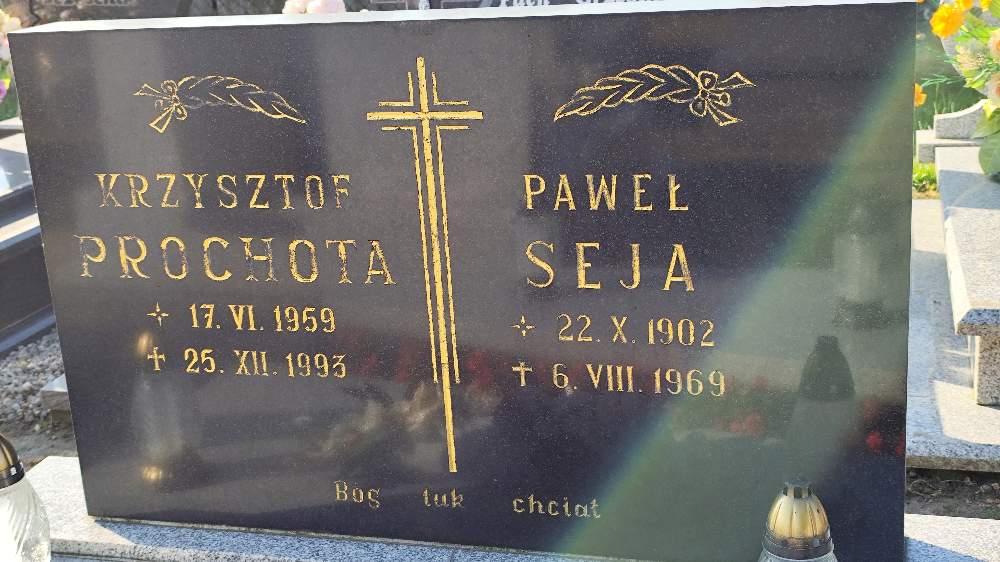 KRZYSZTOF
PROCHOTA
17. VI. 1959
25. XII. 1993
PAWEŁ
SEJA
22. X. 1902
6. VIII. 1969
Bóg tak chciał